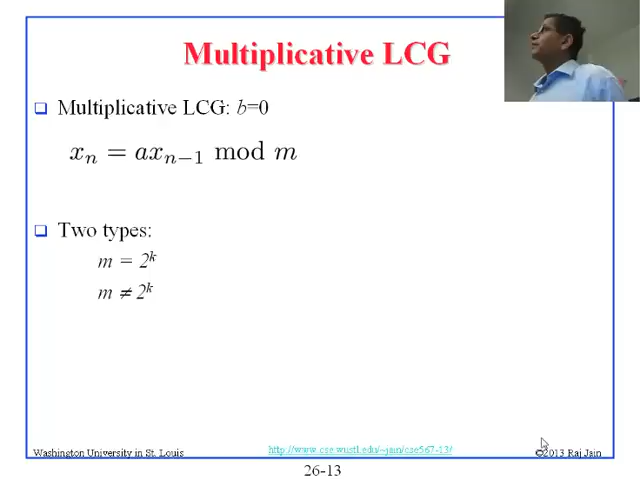 Multiplicative LCG
Multiplicative LCG: b=0
xₙ = axₙ₋₁ mod m
Two types:
m = 2ᵏ
m ≠ 2ᵏ
Washington University in St. Louis
http://www.cse.wustl.edu/~jain/cse567-13/
©2013 Raj Jain
26-13